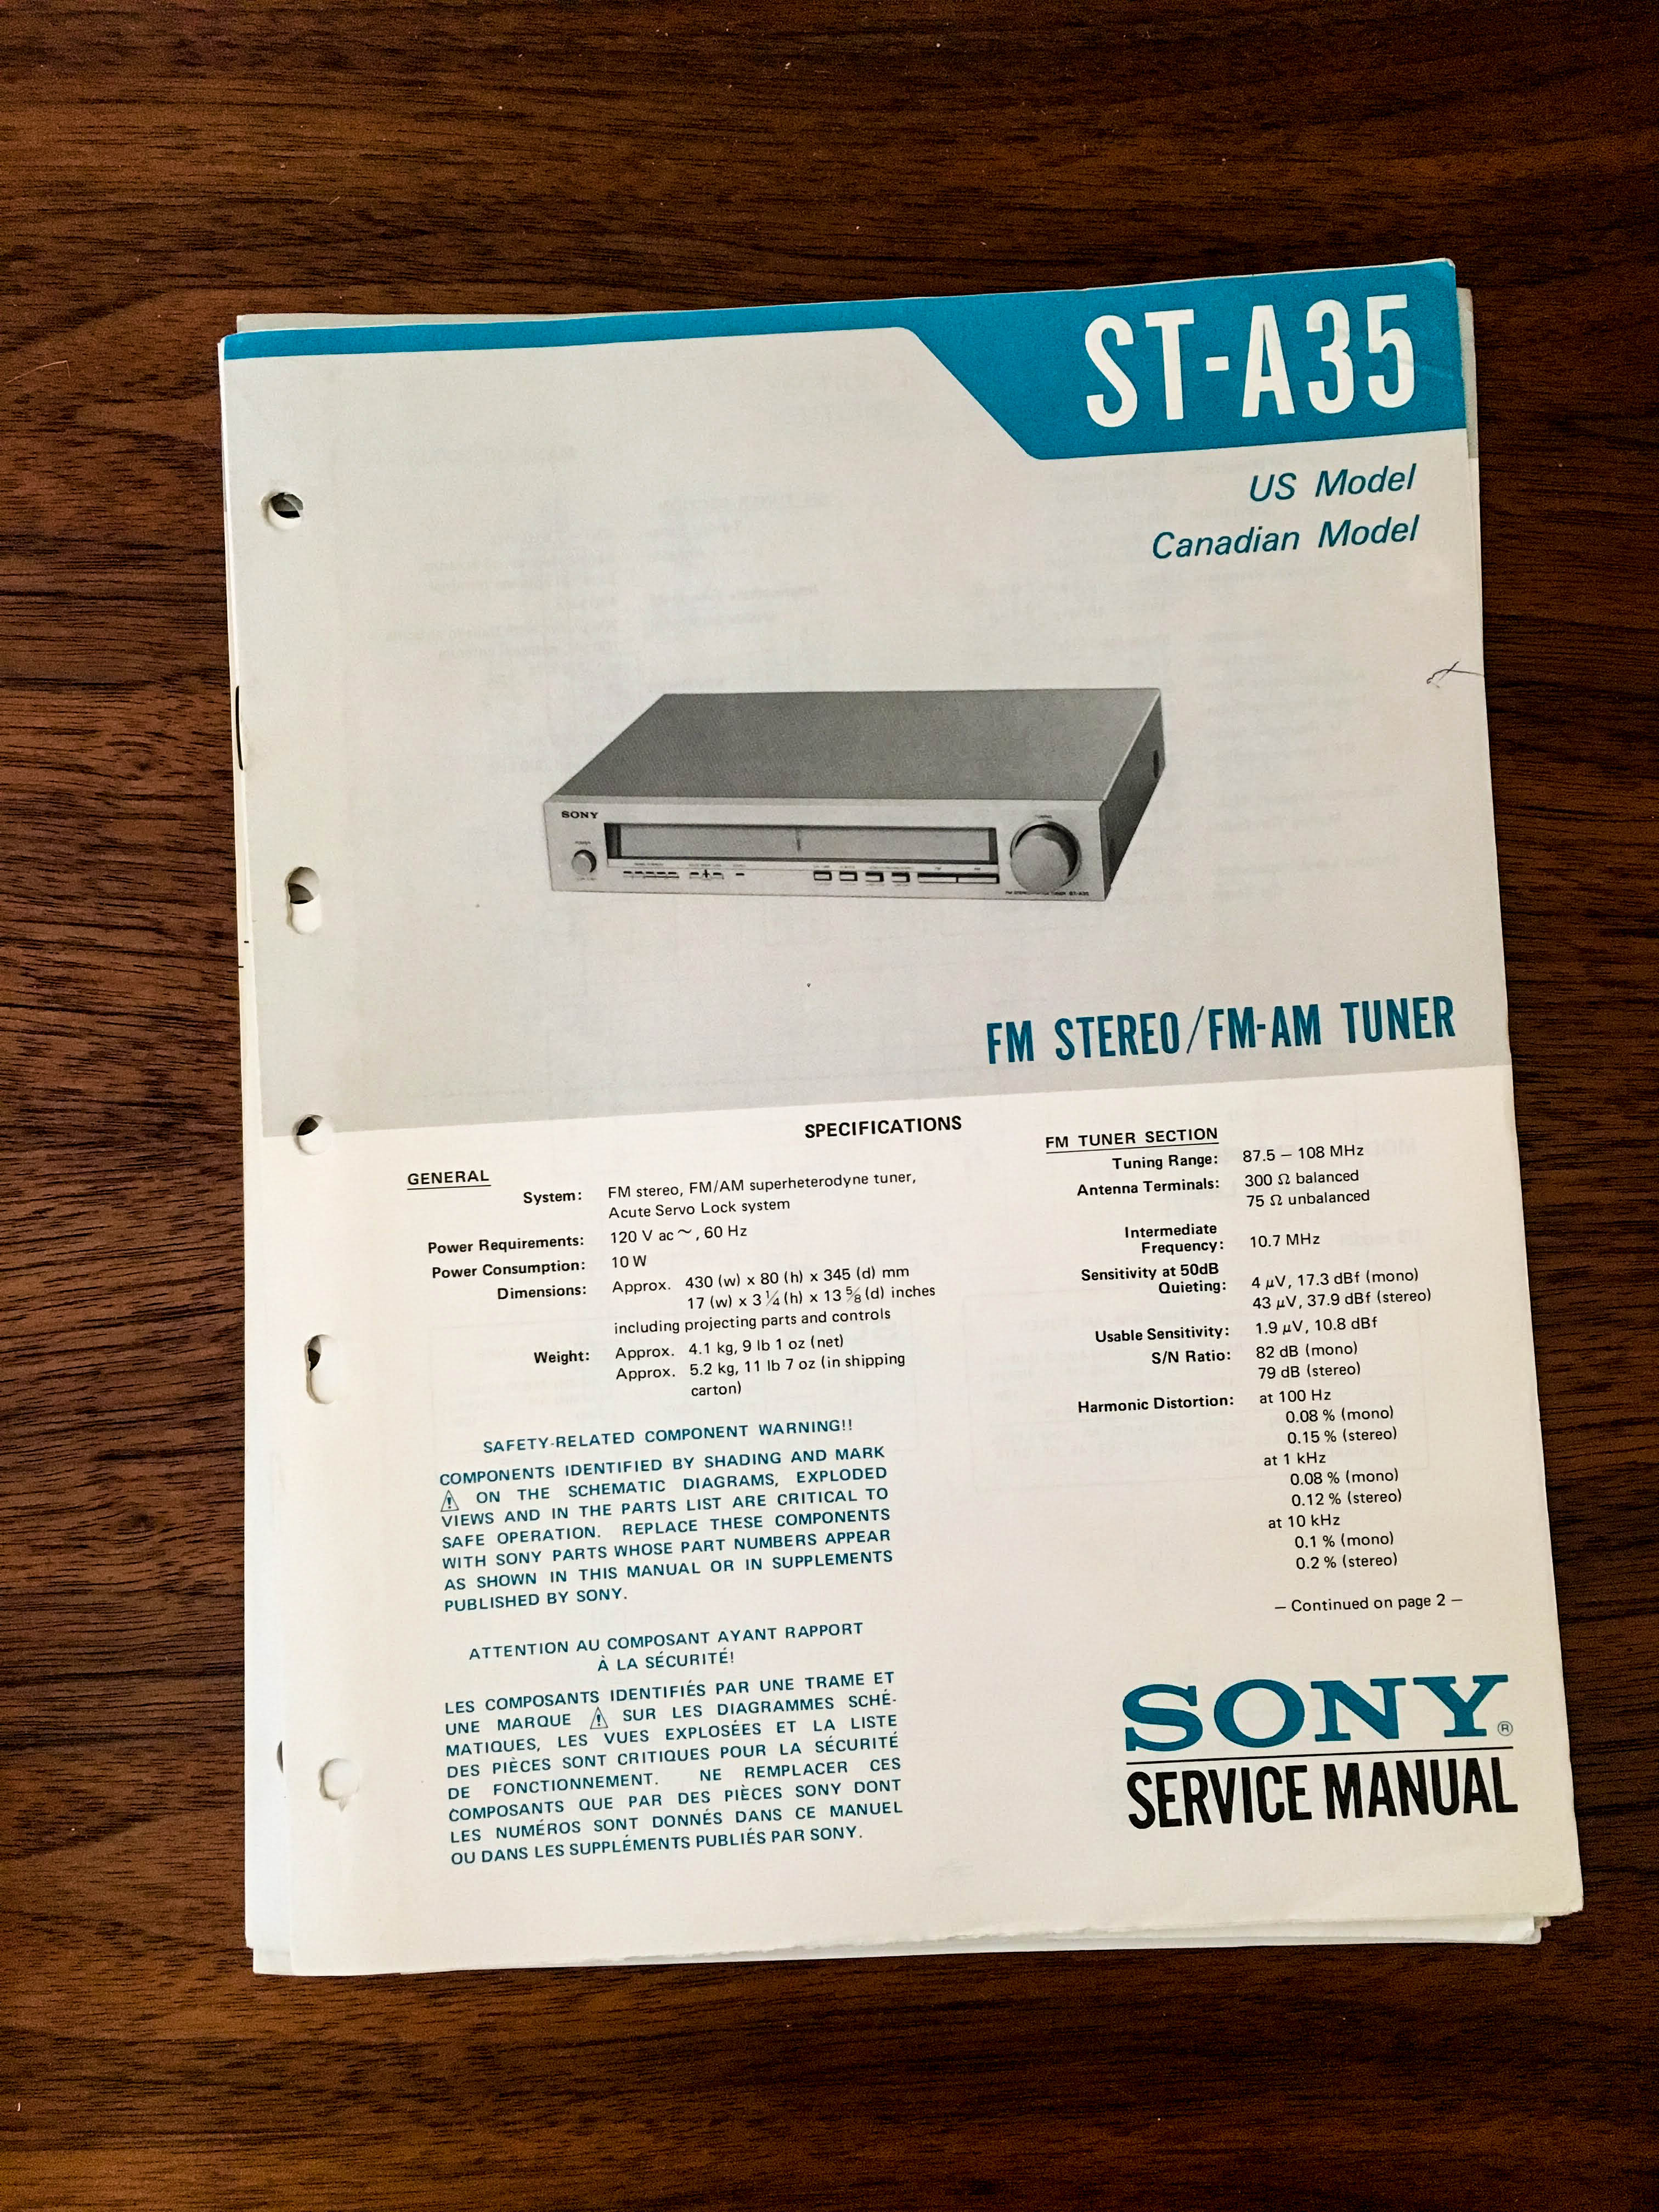 ST-A35
US Model
Canadian Model
SONY
POWER
TUNING
ST-A35
FM STEREO/FM-AM TUNER
SPECIFICATIONS
GENERAL
System: FM stereo, FM/AM superheterodyne tuner,
Acute Servo Lock system
Power Requirements: 120 V ac ~, 60 Hz
Power Consumption: 10 W
Dimensions: Approx. 430 (w) x 80 (h) x 345 (d) mm
17 (w) x 3 1/4 (h) x 13 5/8 (d) inches
including projecting parts and controls
Weight: Approx. 4.1 kg, 9 lb 1 oz (net)
Approx. 5.2 kg, 11 lb 7 oz (in shipping
carton)
SAFETY-RELATED COMPONENT WARNING!!
COMPONENTS IDENTIFIED BY SHADING AND MARK
⚠ ON THE SCHEMATIC DIAGRAMS, EXPLODED
VIEWS AND IN THE PARTS LIST ARE CRITICAL TO
SAFE OPERATION. REPLACE THESE COMPONENTS
WITH SONY PARTS WHOSE PART NUMBERS APPEAR
AS SHOWN IN THIS MANUAL OR IN SUPPLEMENTS
PUBLISHED BY SONY.
ATTENTION AU COMPOSANT AYANT RAPPORT
À LA SÉCURITÉ!
LES COMPOSANTS IDENTIFIÉS PAR UNE TRAME ET
UNE MARQUE ⚠ SUR LES DIAGRAMMES SCHÉ-
MATIQUES, LES VUES EXPLOSÉES ET LA LISTE
DES PIÈCES SONT CRITIQUES POUR LA SÉCURITÉ
DE FONCTIONNEMENT. NE REMPLACER CES
COMPOSANTS QUE PAR DES PIÈCES SONY DONT
LES NUMÉROS SONT DONNÉS DANS CE MANUEL
OU DANS LES SUPPLÉMENTS PUBLIÉS PAR SONY.
FM TUNER SECTION
Tuning Range: 87.5 – 108 MHz
Antenna Terminals: 300 Ω balanced
75 Ω unbalanced
Intermediate
Frequency: 10.7 MHz
Sensitivity at 50dB
Quieting: 4 μV, 17.3 dBf (mono)
43 μV, 37.9 dBf (stereo)
Usable Sensitivity: 1.9 μV, 10.8 dBf
S/N Ratio: 82 dB (mono)
79 dB (stereo)
Harmonic Distortion: at 100 Hz
0.08 % (mono)
0.15 % (stereo)
at 1 kHz
0.08 % (mono)
0.12 % (stereo)
at 10 kHz
0.1 % (mono)
0.2 % (stereo)
– Continued on page 2 –
SONY®
SERVICE MANUAL